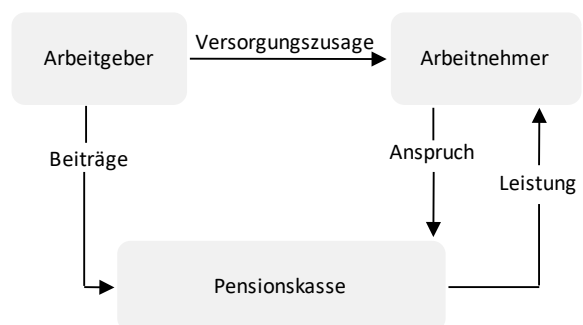 Versorgungszusage
Arbeitgeber
Arbeitnehmer
Beiträge
Anspruch
Leistung
Pensionskasse